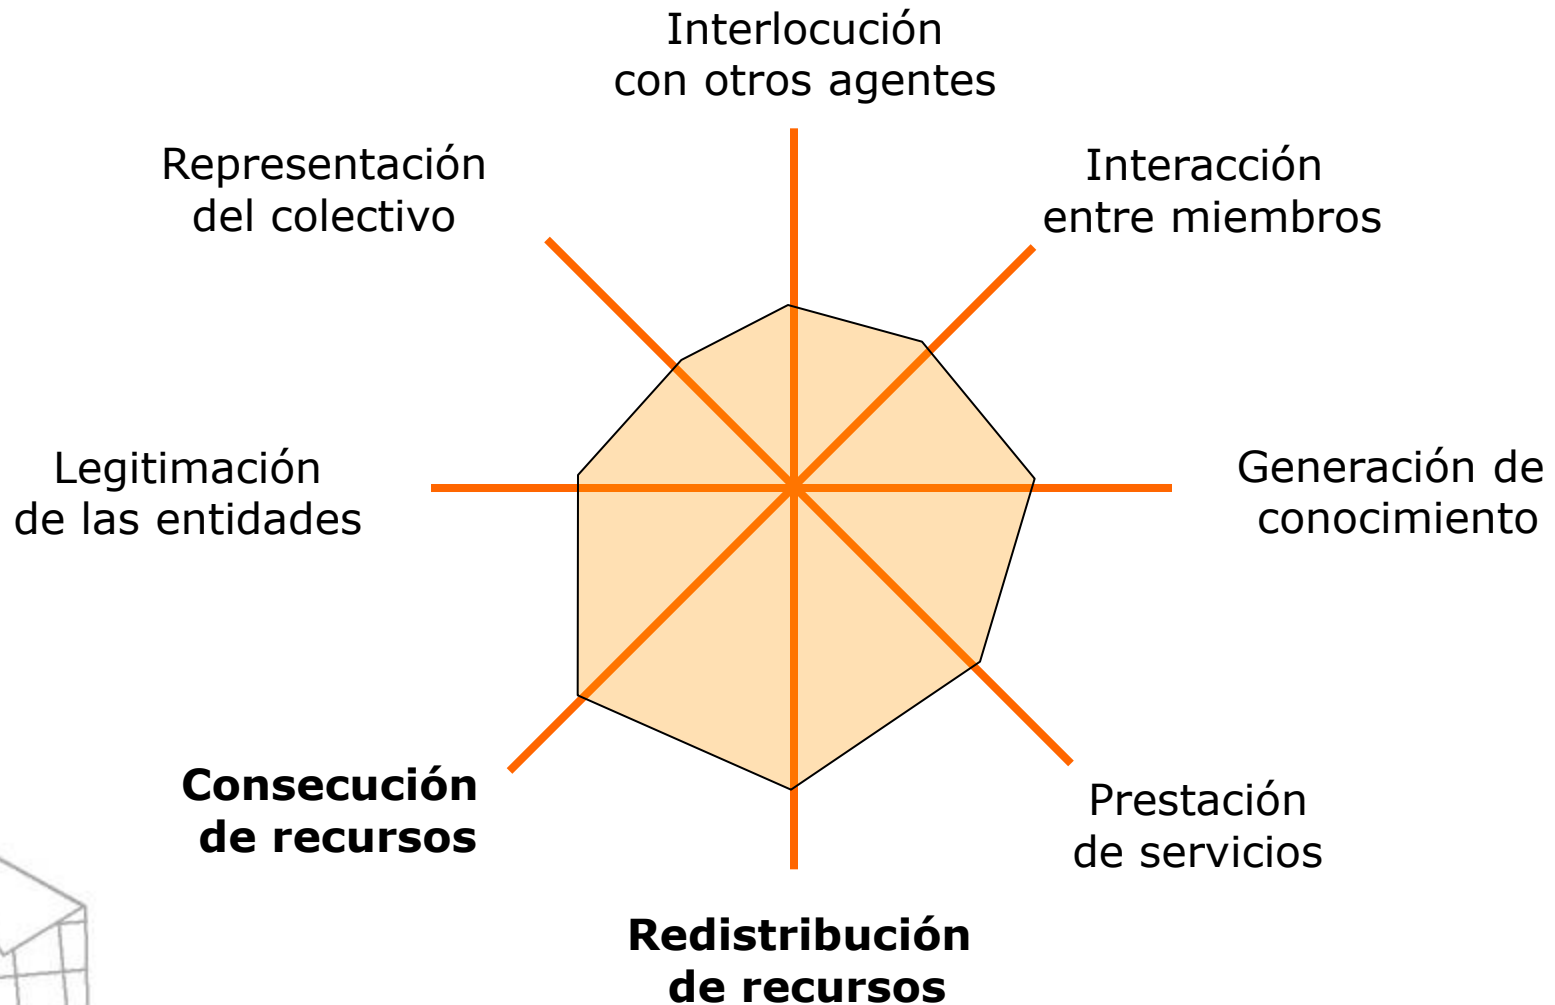 Interlocución
con otros agentes
Representación
del colectivo
Interacción
entre miembros
Legitimación
de las entidades
Generación de
conocimiento
Consecución
de recursos
Prestación
de servicios
Redistribución
de recursos